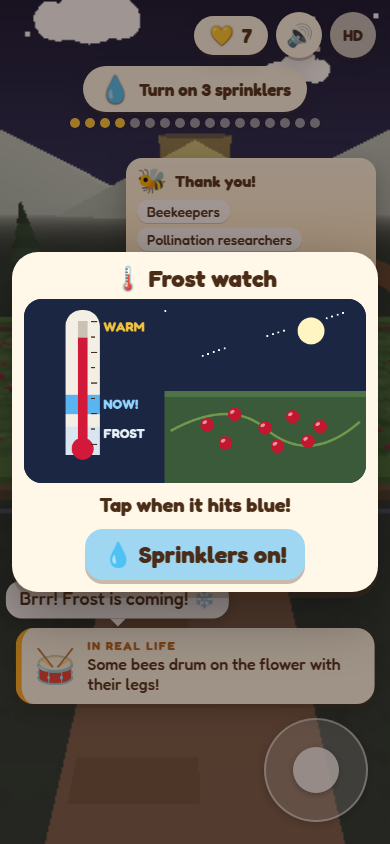 7
HD
Turn on 3 sprinklers
Thank you!
Beekeepers
Pollination researchers
Frost watch
WARM
NOW!
FROST
Tap when it hits blue!
Sprinklers on!
Brrr! Frost is coming!
IN REAL LIFE
Some bees drum on the flower with
their legs!